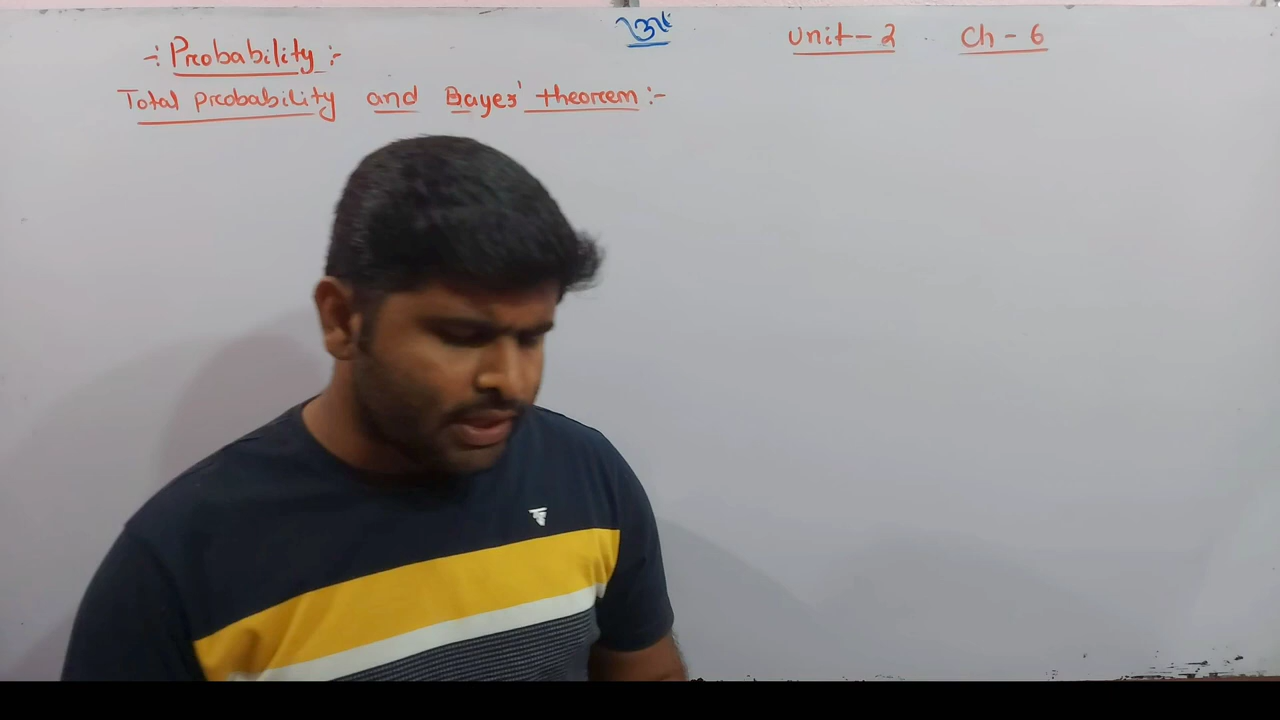 -: Probability :-
Unit-2 Ch-6
Total probability and Bayes' theorem :-